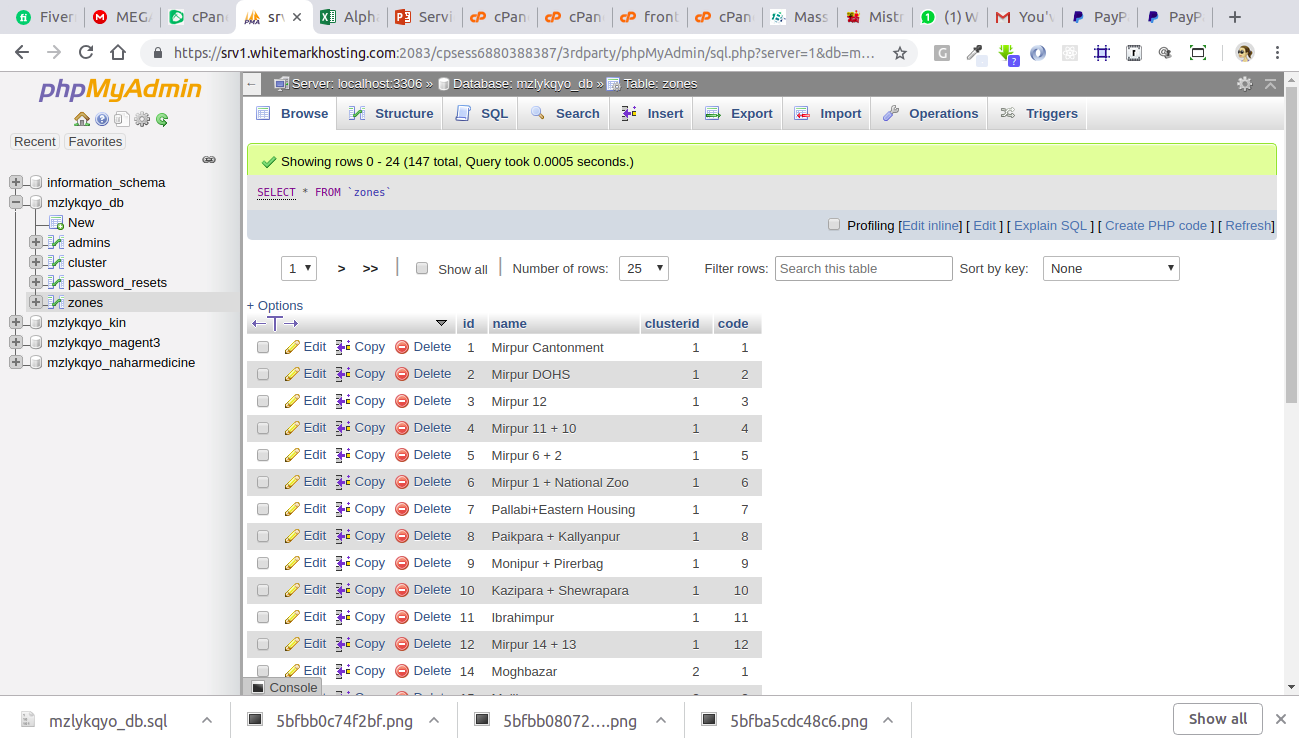 Fiver
MEGA
cPane
srv
Alpha
Servi
cPan
cPan
front
cPan
Mass
Mistr
(1) W
You'v
PayP
PayP
https://srv1.whitemarkhosting.com:2083/cpsess6880388387/3rdparty/phpMyAdmin/sql.php?server=1&db=m…
phpMyAdmin
Recent Favorites
information_schema
mzlykqyo_db
New
admins
cluster
password_resets
zones
mzlykqyo_kin
mzlykqyo_magent3
mzlykqyo_naharmedicine
Server: localhost:3306 » Database: mzlykqyo_db » Table: zones
Browse Structure SQL Search Insert Export Import Operations Triggers
Showing rows 0 - 24 (147 total, Query took 0.0005 seconds.)
SELECT * FROM `zones`
Profiling [Edit inline] [ Edit ] [ Explain SQL ] [ Create PHP code ] [ Refresh]
1 > >> Show all Number of rows: 25 Filter rows: Search this table Sort by key: None
+ Options
←T→ id name clusterid code
Edit Copy Delete 1 Mirpur Cantonment 1 1
Edit Copy Delete 2 Mirpur DOHS 1 2
Edit Copy Delete 3 Mirpur 12 1 3
Edit Copy Delete 4 Mirpur 11 + 10 1 4
Edit Copy Delete 5 Mirpur 6 + 2 1 5
Edit Copy Delete 6 Mirpur 1 + National Zoo 1 6
Edit Copy Delete 7 Pallabi+Eastern Housing 1 7
Edit Copy Delete 8 Paikpara + Kallyanpur 1 8
Edit Copy Delete 9 Monipur + Pirerbag 1 9
Edit Copy Delete 10 Kazipara + Shewrapara 1 10
Edit Copy Delete 11 Ibrahimpur 1 11
Edit Copy Delete 12 Mirpur 14 + 13 1 12
Edit Copy Delete 14 Moghbazar 2 1
Console
mzlykqyo_db.sql 5bfbb0c74f2bf.png 5bfbb08072….png 5bfba5cdc48c6.png Show all